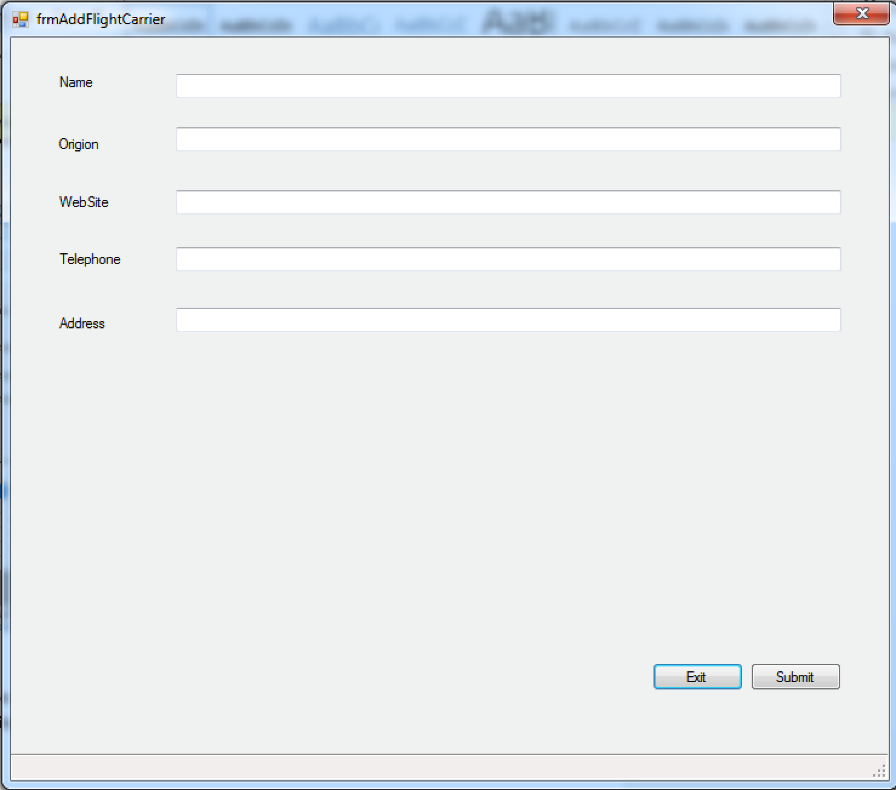 frmAddFlightCarrier
Name
Origion
WebSite
Telephone
Address
Exit
Submit